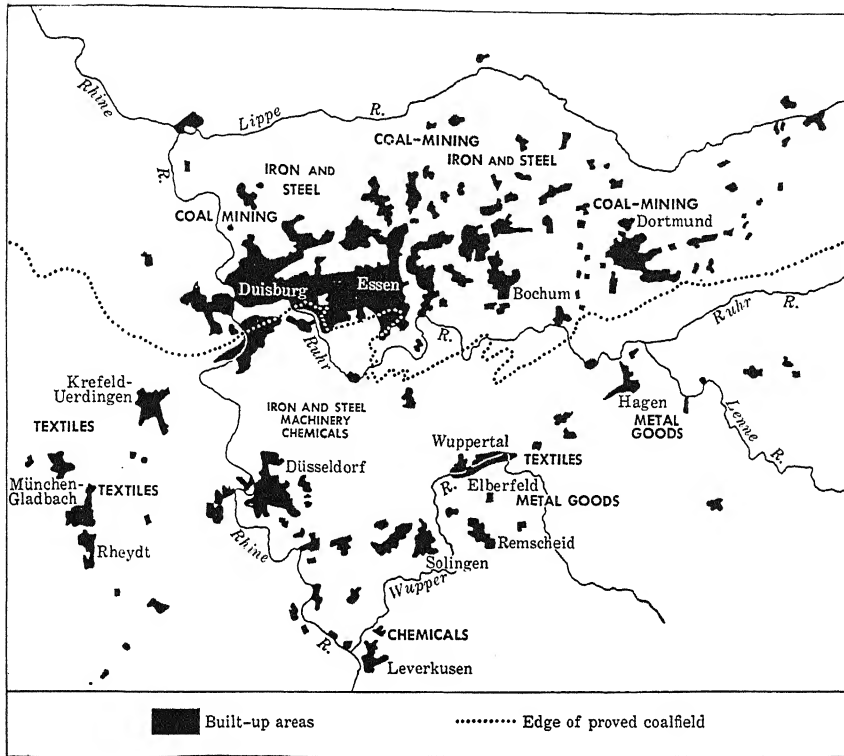 Rhine
Lippe
R.
COAL-MINING
IRON AND STEEL
IRON AND
STEEL
R.
COAL MINING
COAL-MINING
Dortmund
Duisburg
Essen
Bochum
Ruhr
R.
Ruhr
R.
Krefeld-
Uerdingen
TEXTILES
IRON AND STEEL
MACHINERY
CHEMICALS
Hagen
METAL
GOODS
Lenne
R.
Wuppertal
TEXTILES
Düsseldorf
München-
Gladbach
TEXTILES
R.
Elberfeld
METAL GOODS
Rhine
Remscheid
Rheydt
Solingen
Wupper
R.
CHEMICALS
Leverkusen
Built-up areas
Edge of proved coalfield